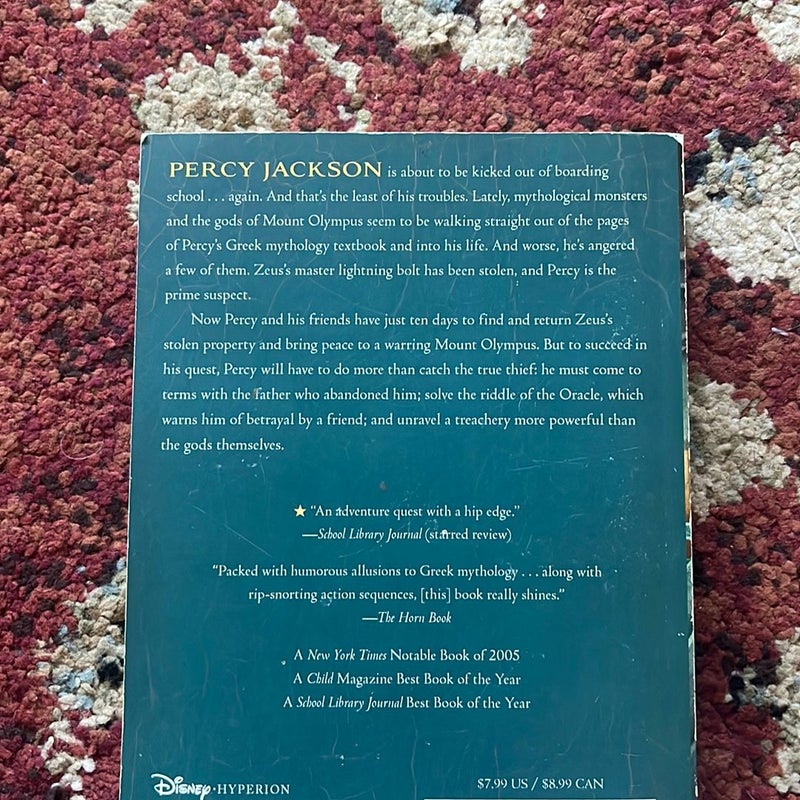 PERCY JACKSON is about to be kicked out of boarding
school . . . again. And that's the least of his troubles. Lately, mythological monsters
and the gods of Mount Olympus seem to be walking straight out of the pages
of Percy's Greek mythology textbook and into his life. And worse, he's angered
a few of them. Zeus's master lightning bolt has been stolen, and Percy is the
prime suspect.
Now Percy and his friends have just ten days to find and return Zeus's
stolen property and bring peace to a warring Mount Olympus. But to succeed in
his quest, Percy will have to do more than catch the true thief: he must come to
terms with the father who abandoned him; solve the riddle of the Oracle, which
warns him of betrayal by a friend; and unravel a treachery more powerful than
the gods themselves.
★ "An adventure quest with a hip edge."
—School Library Journal (starred review)
"Packed with humorous allusions to Greek mythology . . . along with
rip-snorting action sequences, [this] book really shines."
—The Horn Book
A New York Times Notable Book of 2005
A Child Magazine Best Book of the Year
A School Library Journal Best Book of the Year
Disney • HYPERION
$7.99 US / $8.99 CAN